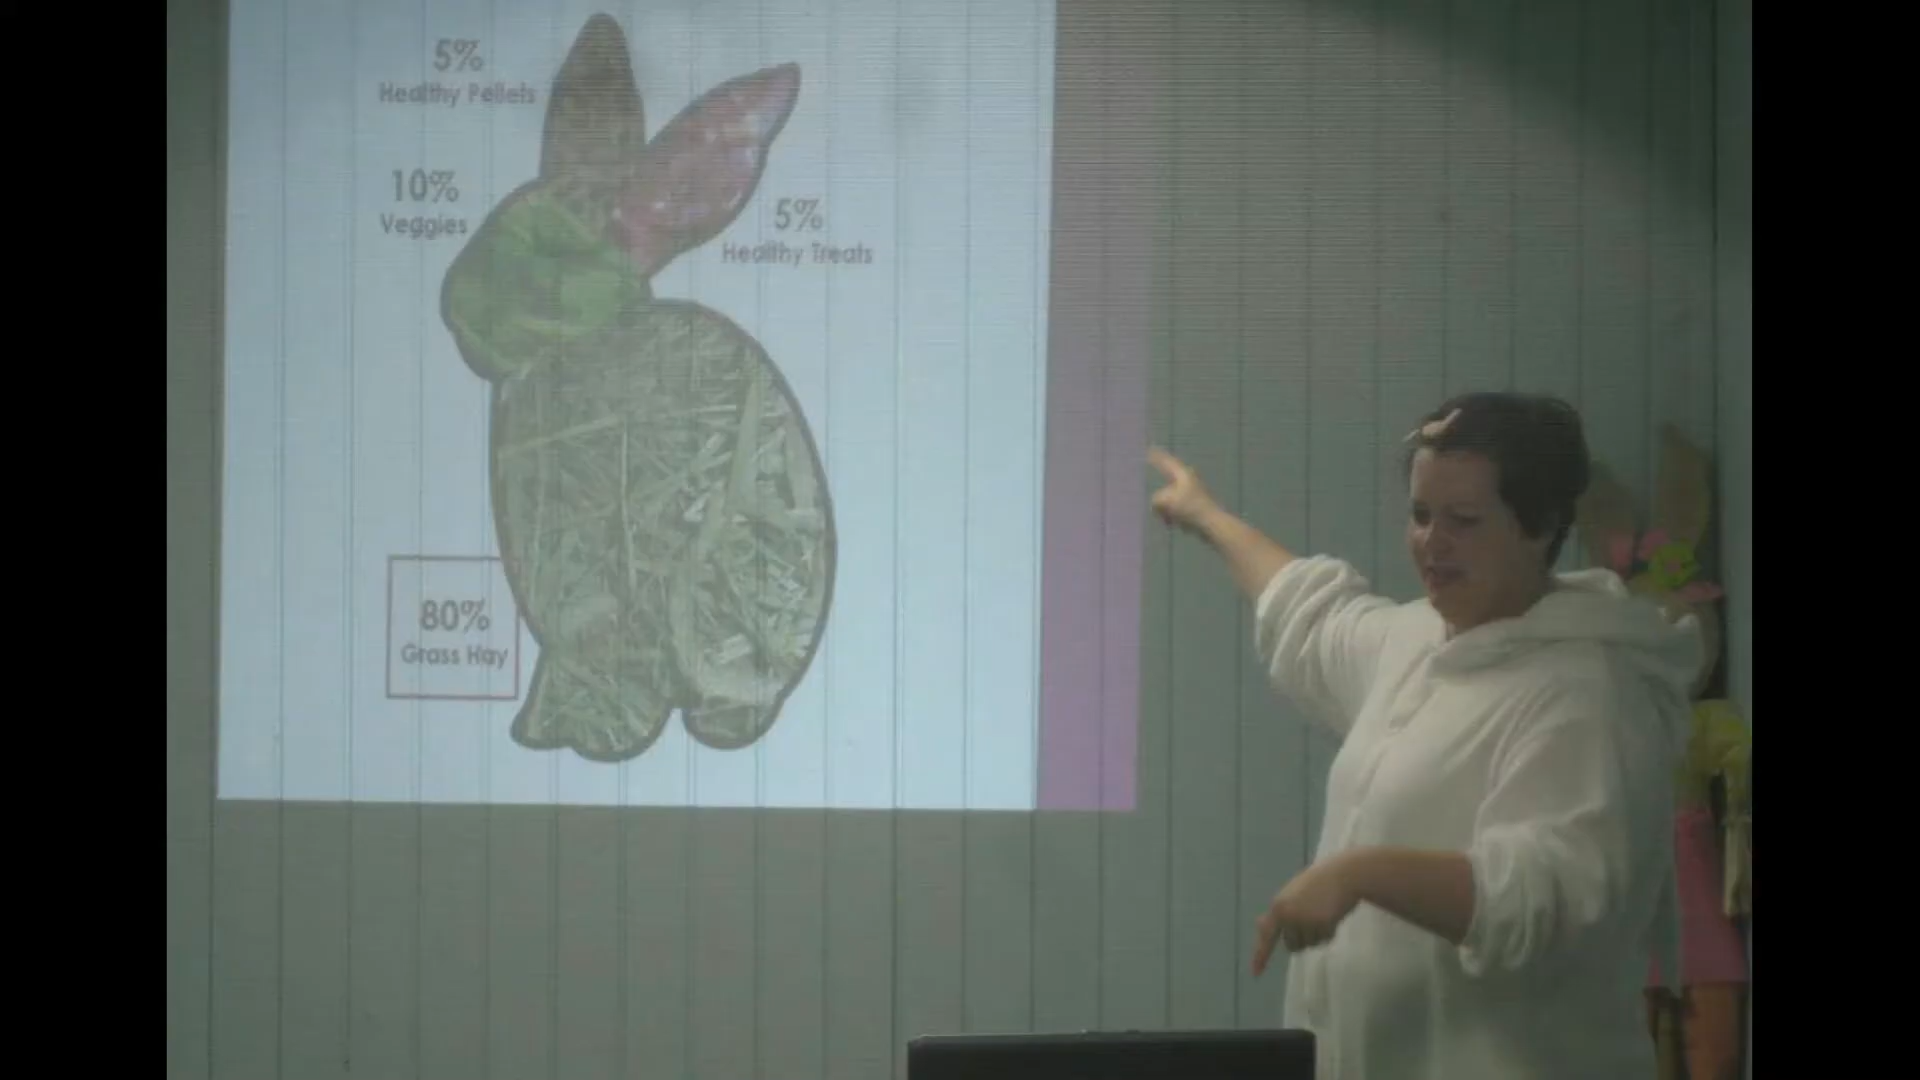 5%
Healthy Pellets
10%
Veggies
5%
Healthy Treats
80%
Grass Hay